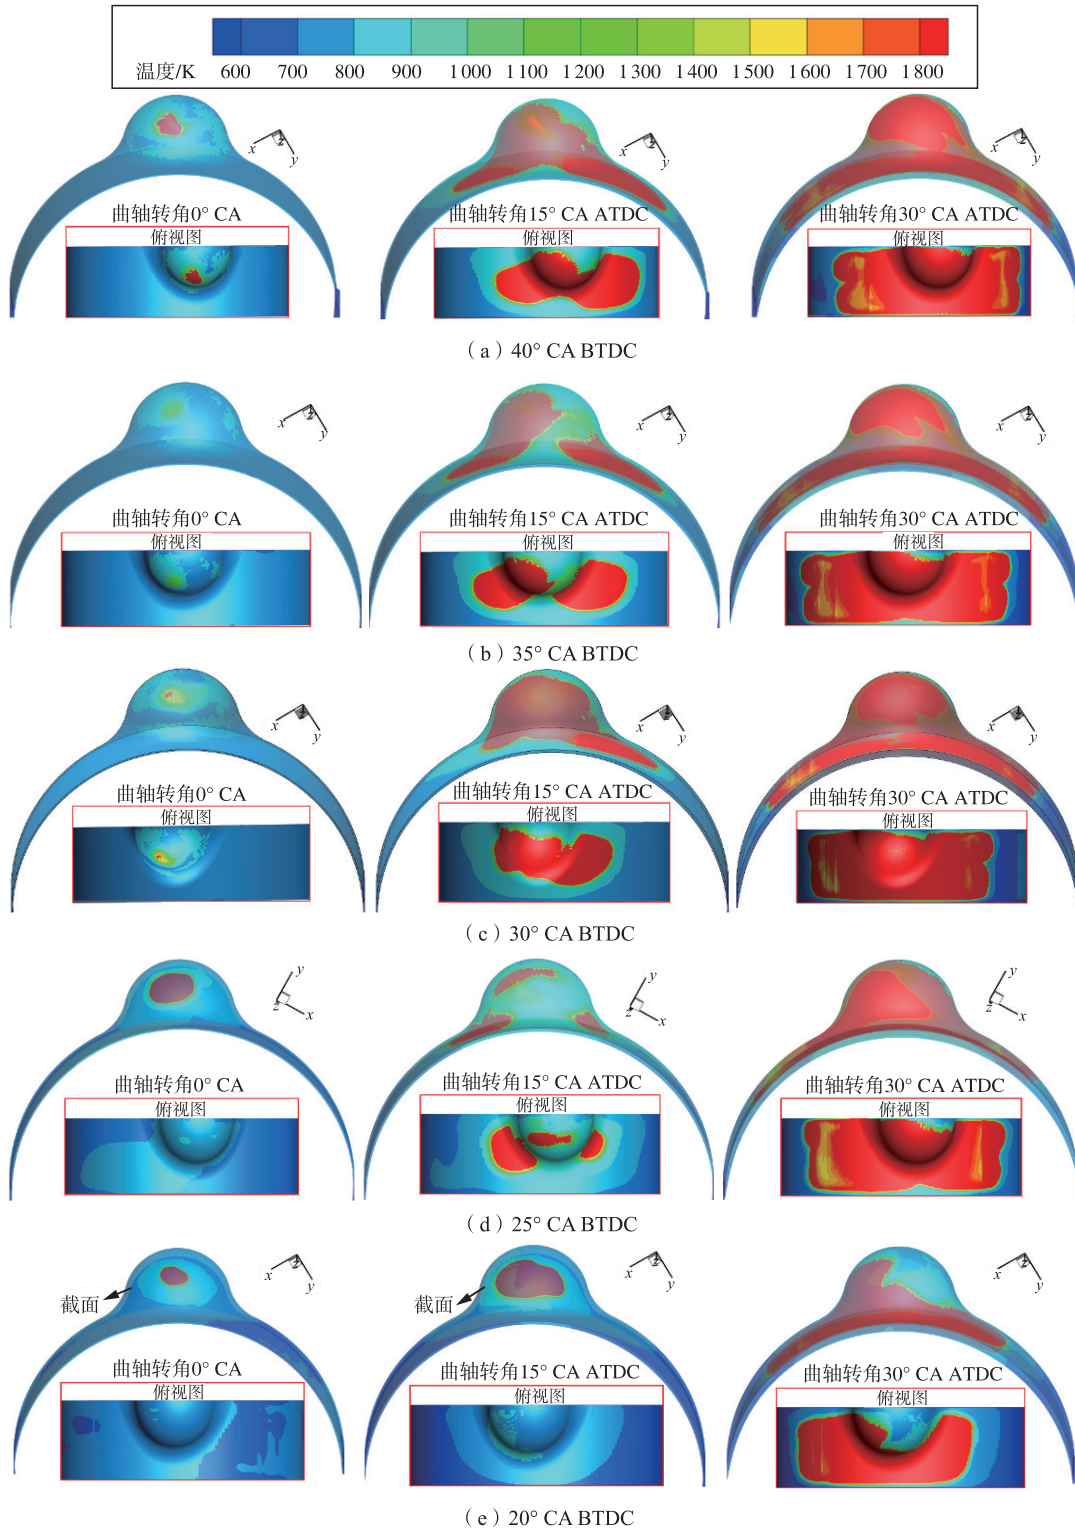 温度/K 600 700 800 900 1 000 1 100 1 200 1 300 1 400 1 500 1 600 1 700 1 800
x z y
x z y
x z y
曲轴转角0° CA
曲轴转角15° CA ATDC
曲轴转角30° CA ATDC
俯视图
俯视图
俯视图
（a）40° CA BTDC
x z y
x z y
x z y
曲轴转角0° CA
曲轴转角15° CA ATDC
曲轴转角30° CA ATDC
俯视图
俯视图
俯视图
（b）35° CA BTDC
x z y
x z y
x z y
曲轴转角0° CA
曲轴转角15° CA ATDC
曲轴转角30° CA ATDC
俯视图
俯视图
俯视图
（c）30° CA BTDC
y z x
y z x
y z x
曲轴转角0° CA
曲轴转角15° CA ATDC
曲轴转角30° CA ATDC
俯视图
俯视图
俯视图
（d）25° CA BTDC
x z y
x z y
x z y
截面
截面
曲轴转角0° CA
曲轴转角15° CA ATDC
曲轴转角30° CA ATDC
俯视图
俯视图
俯视图
（e）20° CA BTDC